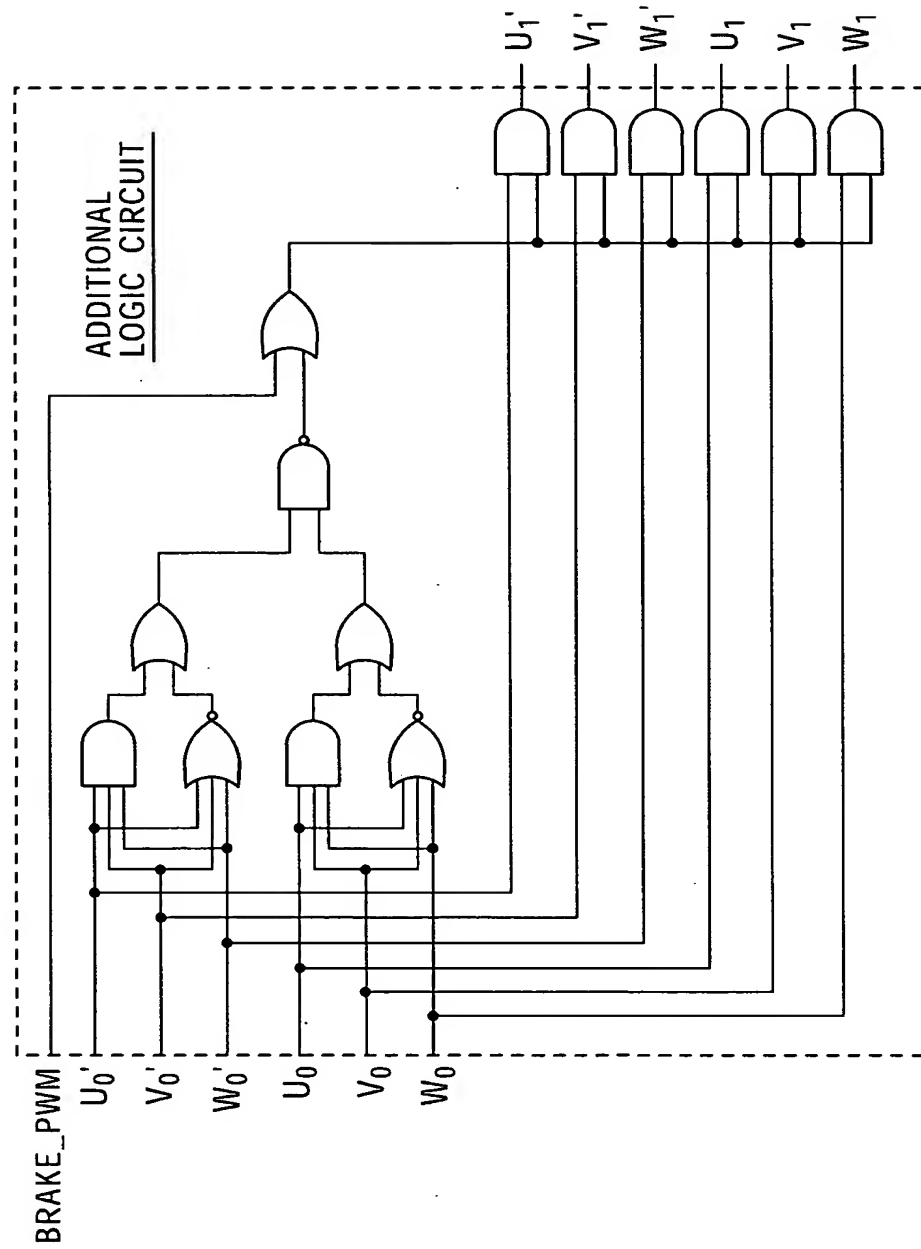 BRAKE_PWM
U₀'
V₀'
W₀'
U₀
V₀
W₀
ADDITIONAL
LOGIC CIRCUIT
U₁'
V₁'
W₁'
U₁
V₁
W₁